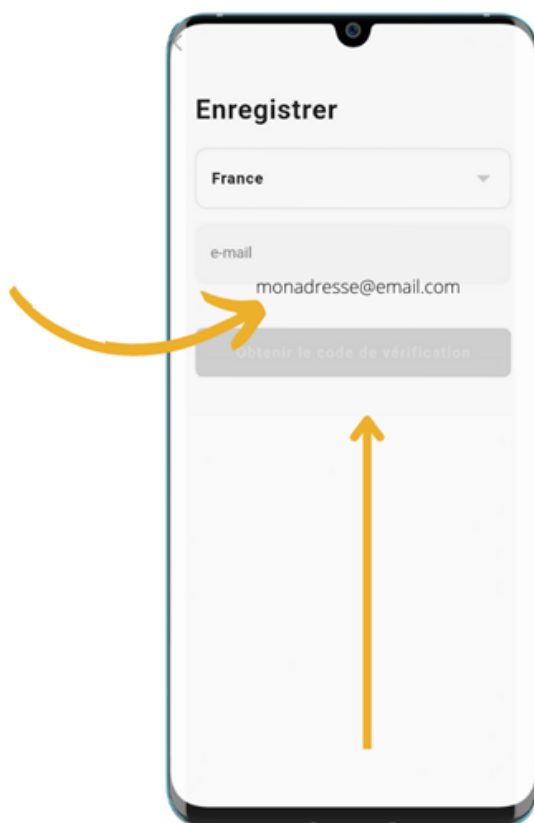 Enregistrer
France
e-mail
monadresse@email.com
Obtenir le code de vérification